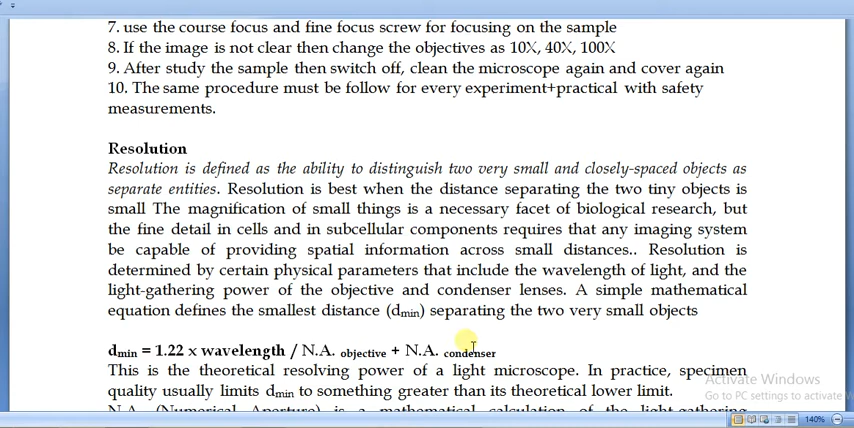 7. use the course focus and fine focus screw for focusing on the sample
8. If the image is not clear then change the objectives as 10X, 40X, 100X
9. After study the sample then switch off, clean the microscope again and cover again
10. The same procedure must be follow for every experiment+practical with safety
measurements.
Resolution
Resolution is defined as the ability to distinguish two very small and closely-spaced objects as
separate entities. Resolution is best when the distance separating the two tiny objects is
small The magnification of small things is a necessary facet of biological research, but
the fine detail in cells and in subcellular components requires that any imaging system
be capable of providing spatial information across small distances.. Resolution is
determined by certain physical parameters that include the wavelength of light, and the
light-gathering power of the objective and condenser lenses. A simple mathematical
equation defines the smallest distance (dmin) separating the two very small objects
dmin = 1.22 x wavelength / N.A. objective + N.A. condenser
This is the theoretical resolving power of a light microscope. In practice, specimen
quality usually limits dmin to something greater than its theoretical lower limit.
N.A. (Numerical Aperture) is a mathematical calculation of the light-gathering
Activate Windows
Go to PC settings to activate W
140%